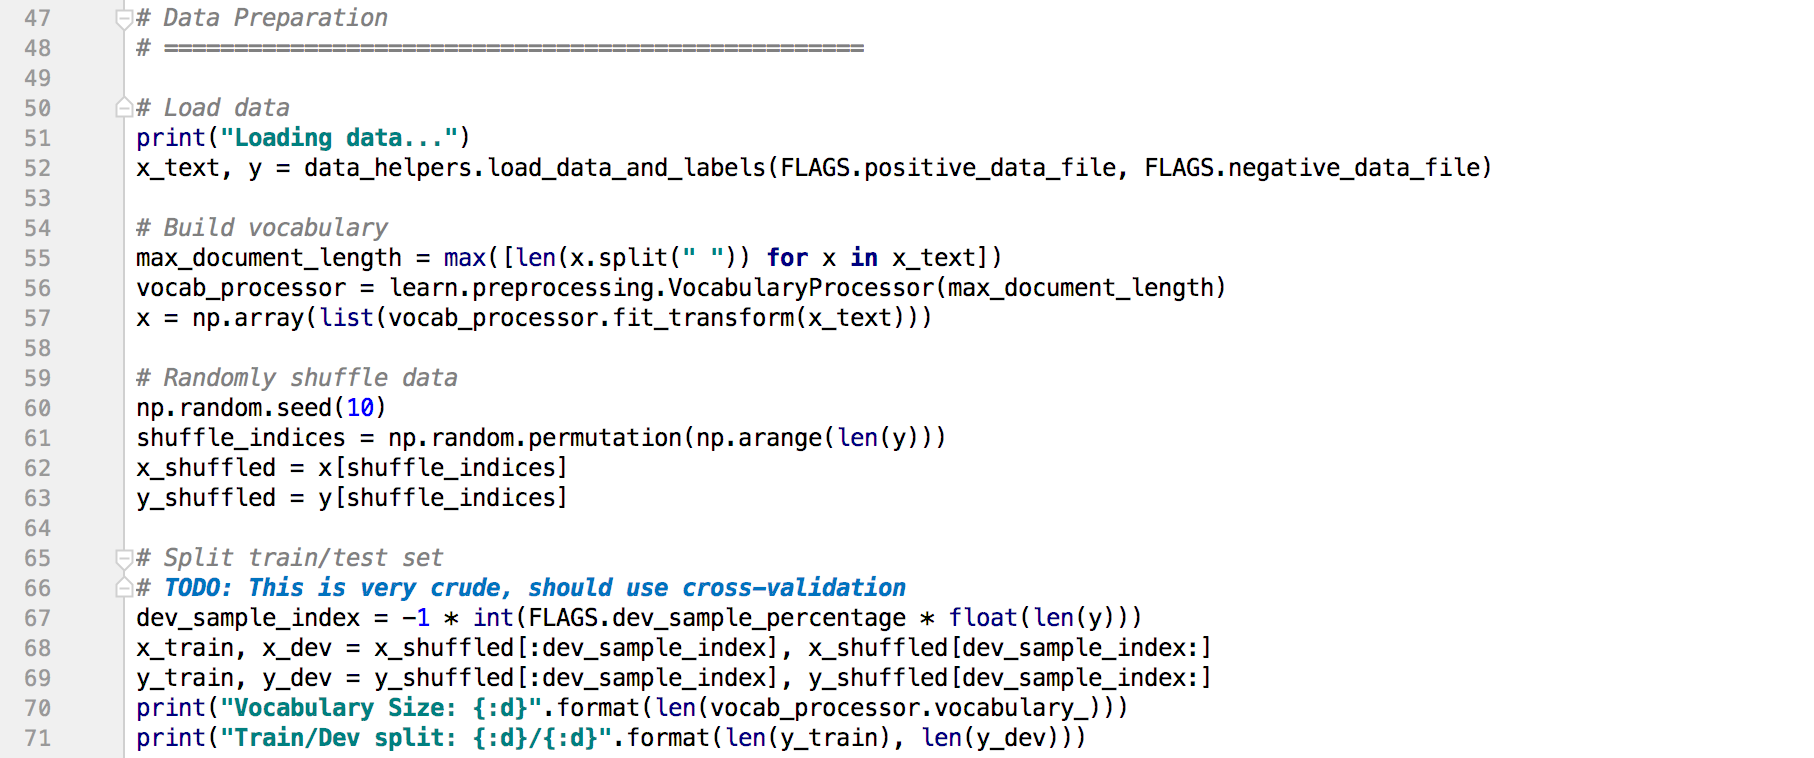 47 # Data Preparation
48 # ==================================================
49
50 # Load data
51 print("Loading data...")
52 x_text, y = data_helpers.load_data_and_labels(FLAGS.positive_data_file, FLAGS.negative_data_file)
53
54 # Build vocabulary
55 max_document_length = max([len(x.split(" ")) for x in x_text])
56 vocab_processor = learn.preprocessing.VocabularyProcessor(max_document_length)
57 x = np.array(list(vocab_processor.fit_transform(x_text)))
58
59 # Randomly shuffle data
60 np.random.seed(10)
61 shuffle_indices = np.random.permutation(np.arange(len(y)))
62 x_shuffled = x[shuffle_indices]
63 y_shuffled = y[shuffle_indices]
64
65 # Split train/test set
66 # TODO: This is very crude, should use cross-validation
67 dev_sample_index = -1 * int(FLAGS.dev_sample_percentage * float(len(y)))
68 x_train, x_dev = x_shuffled[:dev_sample_index], x_shuffled[dev_sample_index:]
69 y_train, y_dev = y_shuffled[:dev_sample_index], y_shuffled[dev_sample_index:]
70 print("Vocabulary Size: {:d}".format(len(vocab_processor.vocabulary_)))
71 print("Train/Dev split: {:d}/{:d}".format(len(y_train), len(y_dev)))